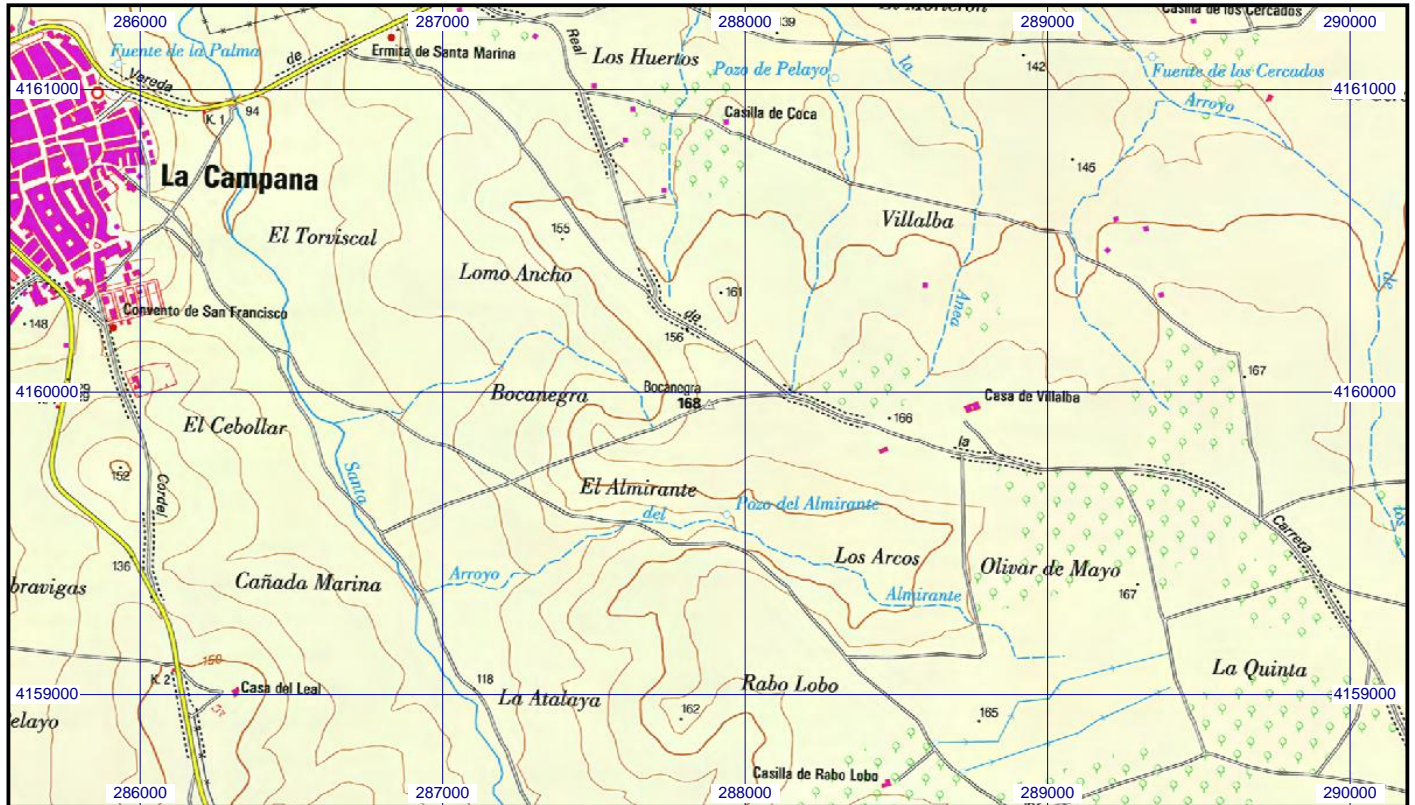 286000
287000
288000
289000
290000
Casilla de los Cercados
Fuente de la Palma
Ermita de Santa Marina
Real
Los Huertos
139
Vereda
de
Pozo de Pelayo
la
142
Fuente de los Cercados
4161000
4161000
K. 1
94
Casilla de Coca
Arroyo
La Campana
145
El Torviscal
155
Villalba
Lomo Ancho
161
de
de
Anea
Convento de San Francisco
148
156
167
4160000
4160000
Bocanegra
Bocanegra
168
Casa de Villalba
El Cebollar
166
la
152
Cordel
Santa
El Almirante
del
Pozo del Almirante
los
Carrera
136
Los Arcos
Olivar de Mayo
bravigas
Cañada Marina
Arroyo
Almirante
167
150
K. 2
Casa del Leal
118
La Atalaya
Rabo Lobo
La Quinta
4159000
4159000
elayo
162
165
Casilla de Rabo Lobo
286000
287000
288000
289000
290000